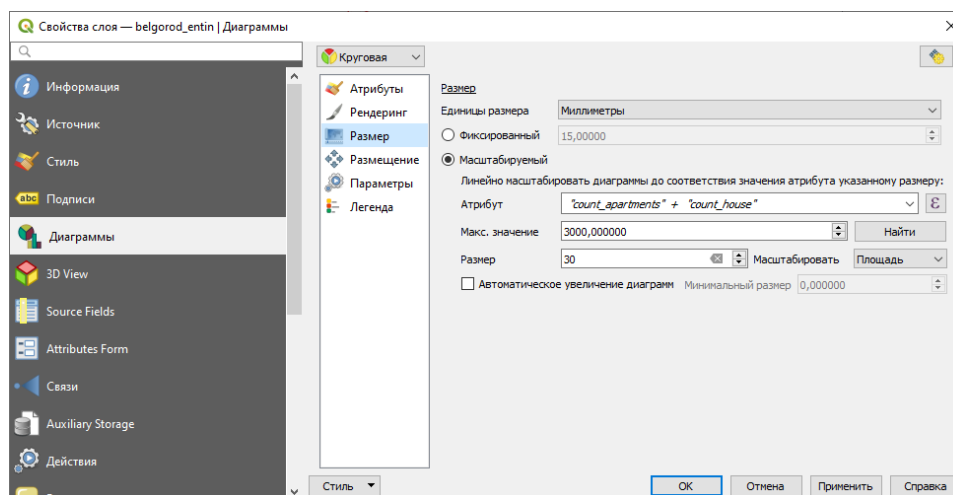 Свойства слоя — belgorod_entin | Диаграммы
Информация
Источник
Стиль
abc Подписи
Диаграммы
3D View
Source Fields
Attributes Form
Связи
Auxiliary Storage
Действия
Круговая
Атрибуты
Рендеринг
Размер
Размещение
Параметры
Легенда
Размер
Единицы размера Миллиметры
Фиксированный 15,00000
Масштабируемый
Линейно масштабировать диаграммы до соответствия значения атрибута указанному размеру:
Атрибут "count_apartments" + "count_house" ε
Макс. значение 3000,000000 Найти
Размер 30 Масштабировать Площадь
Автоматическое увеличение диаграмм Минимальный размер 0,000000
Стиль OK Отмена Применить Справка